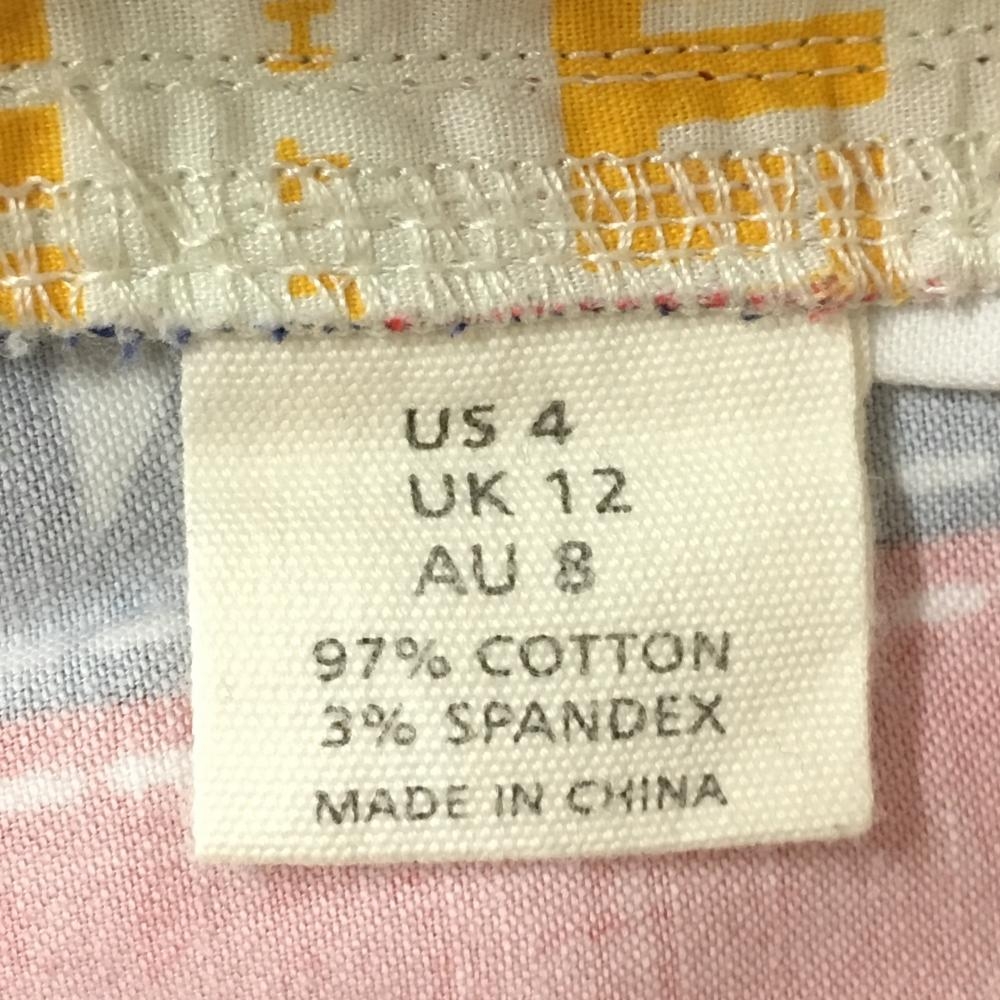 US 4
UK 12
AU 8
97% COTTON
3% SPANDEX
MADE IN CHINA